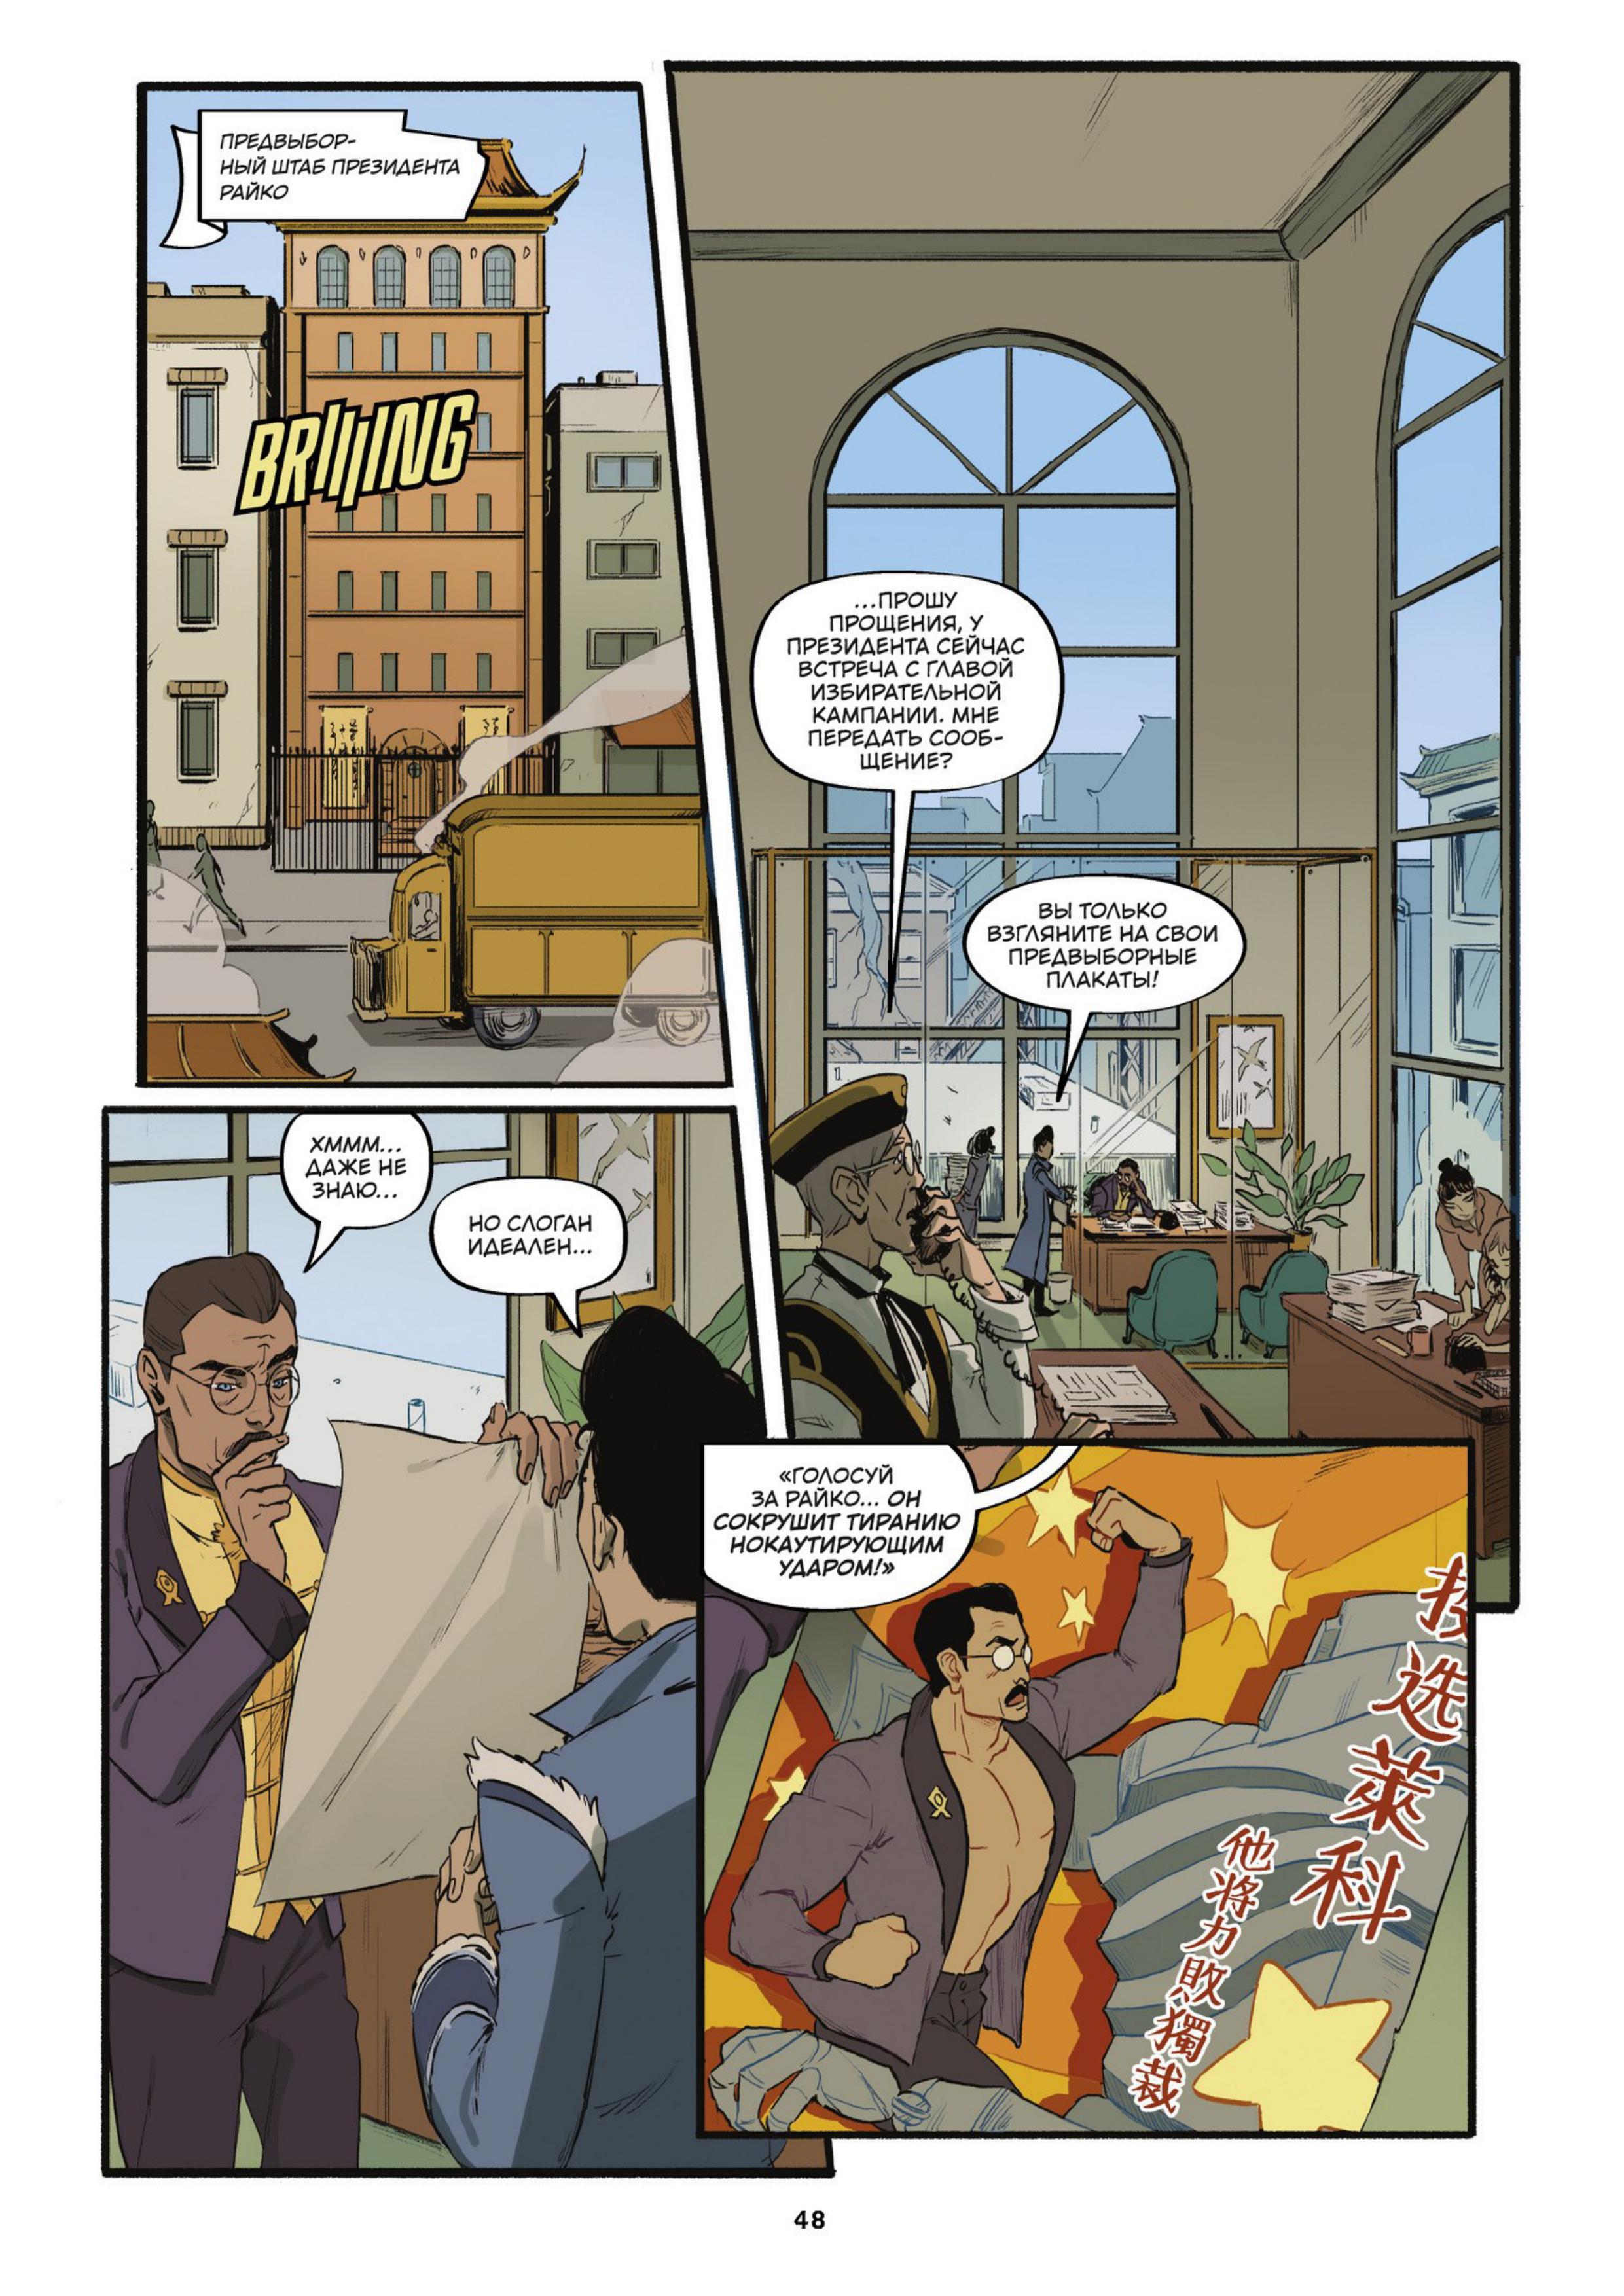 ПРЕДВЫБОР-
НЫЙ ШТАБ ПРЕЗИДЕНТА
РАЙКО
BRIIIING
...ПРОШУ
ПРОЩЕНИЯ, У
ПРЕЗИДЕНТА СЕЙЧАС
ВСТРЕЧА С ГЛАВОЙ
ИЗБИРАТЕЛЬНОЙ
КАМПАНИИ. МНЕ
ПЕРЕДАТЬ СООБ-
ЩЕНИЕ?
ВЫ ТОЛЬКО
ВЗГЛЯНИТЕ НА СВОИ
ПРЕДВЫБОРНЫЕ
ПЛАКАТЫ!
ХМММ...
ДАЖЕ НЕ
ЗНАЮ...
НО СЛОГАН
ИДЕАЛЕН...
«ГОЛОСУЙ
ЗА РАЙКО... ОН
СОКРУШИТ ТИРАНИЮ
НОКАУТИРУЮЩИМ
УДАРОМ!»
选萊科
他将力敗獨裁
48